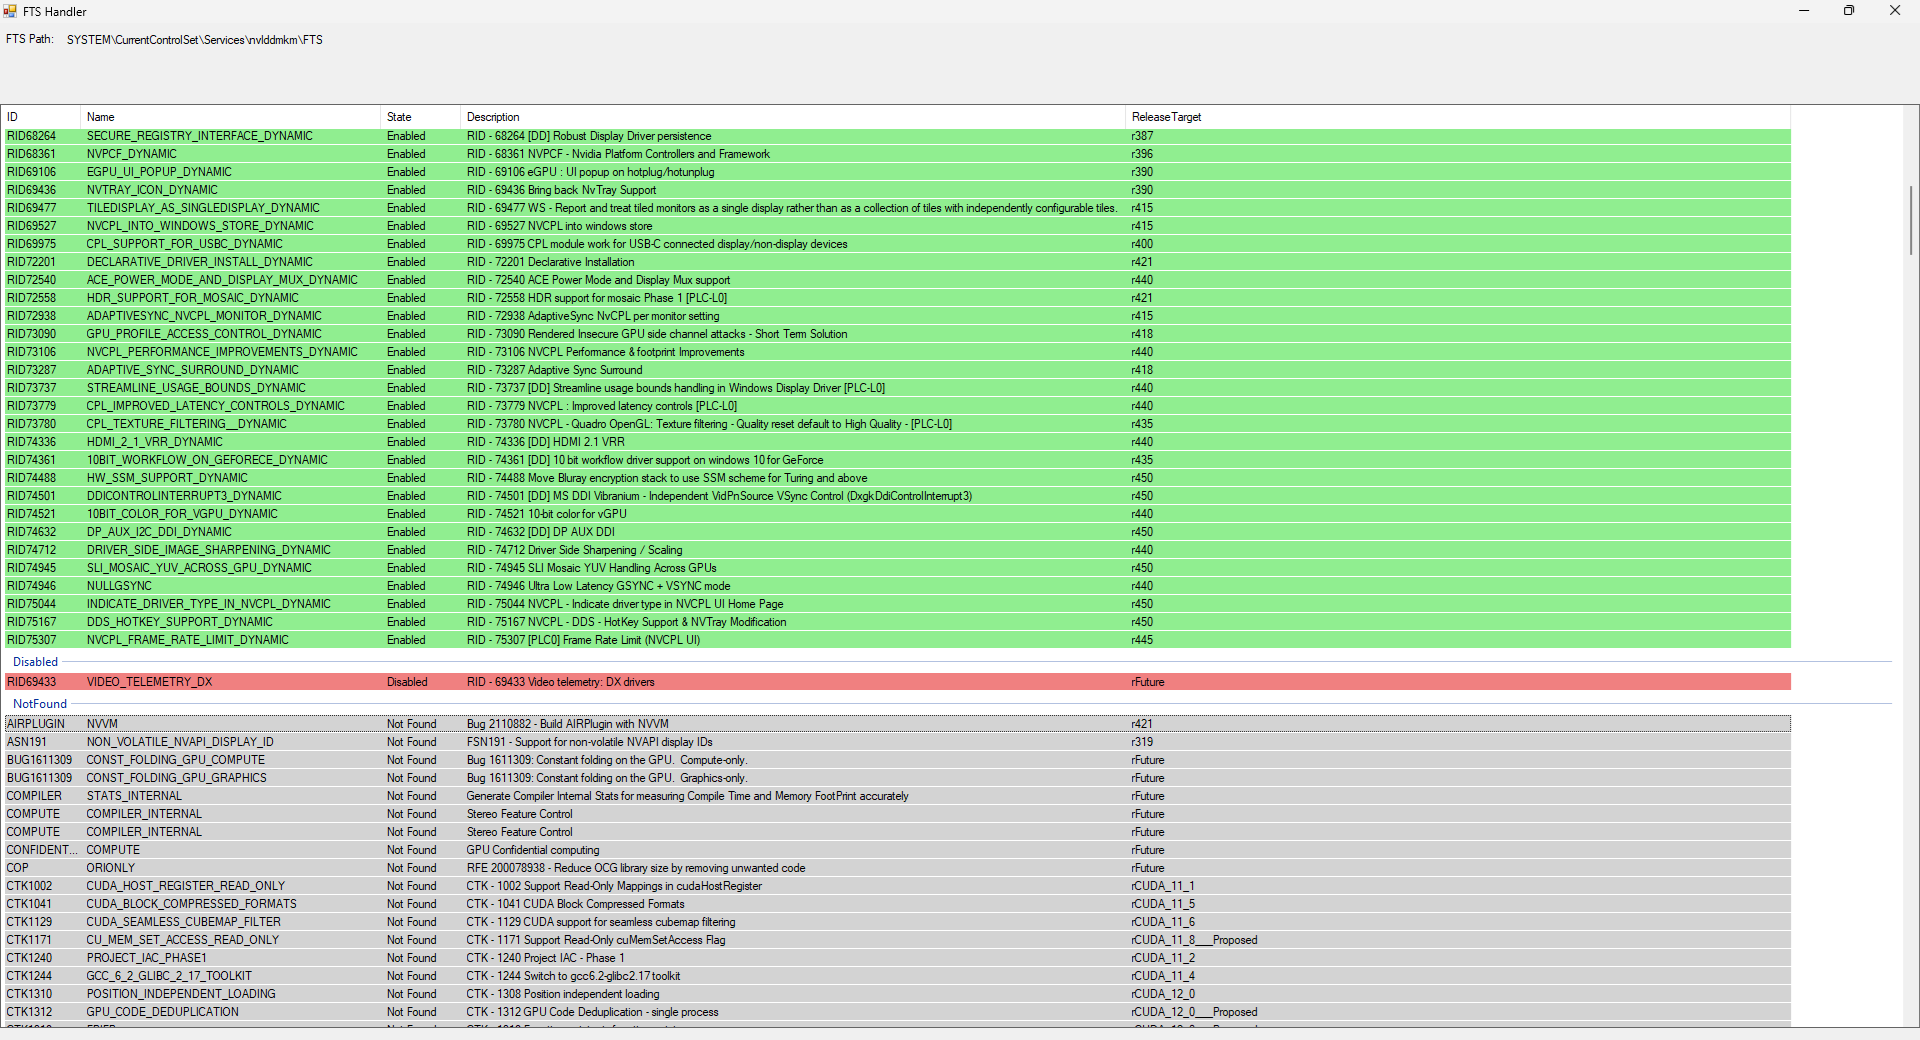 FTS Handler
FTS Path: SYSTEM\CurrentControlSet\Services\nvlddmkm\FTS
ID Name State Description ReleaseTarget
RID68264 SECURE_REGISTRY_INTERFACE_DYNAMIC Enabled RID - 68264 [DD] Robust Display Driver persistence r387
RID68361 NVPCF_DYNAMIC Enabled RID - 68361 NVPCF - Nvidia Platform Controllers and Framework r396
RID69106 EGPU_UI_POPUP_DYNAMIC Enabled RID - 69106 eGPU : UI popup on hotplug/hotunplug r390
RID69436 NVTRAY_ICON_DYNAMIC Enabled RID - 69436 Bring back NvTray Support r390
RID69477 TILEDISPLAY_AS_SINGLEDISPLAY_DYNAMIC Enabled RID - 69477 WS - Report and treat tiled monitors as a single display rather than as a collection of tiles with independently configurable tiles. r415
RID69527 NVCPL_INTO_WINDOWS_STORE_DYNAMIC Enabled RID - 69527 NVCPL into windows store r415
RID69975 CPL_SUPPORT_FOR_USBC_DYNAMIC Enabled RID - 69975 CPL module work for USB-C connected display/non-display devices r400
RID72201 DECLARATIVE_DRIVER_INSTALL_DYNAMIC Enabled RID - 72201 Declarative Installation r421
RID72540 ACE_POWER_MODE_AND_DISPLAY_MUX_DYNAMIC Enabled RID - 72540 ACE Power Mode and Display Mux support r440
RID72558 HDR_SUPPORT_FOR_MOSAIC_DYNAMIC Enabled RID - 72558 HDR support for mosaic Phase 1 [PLC-L0] r421
RID72938 ADAPTIVESYNC_NVCPL_MONITOR_DYNAMIC Enabled RID - 72938 AdaptiveSync NvCPL per monitor setting r415
RID73090 GPU_PROFILE_ACCESS_CONTROL_DYNAMIC Enabled RID - 73090 Rendered Insecure GPU side channel attacks - Short Term Solution r418
RID73106 NVCPL_PERFORMANCE_IMPROVEMENTS_DYNAMIC Enabled RID - 73106 NVCPL Performance & footprint Improvements r440
RID73287 ADAPTIVE_SYNC_SURROUND_DYNAMIC Enabled RID - 73287 Adaptive Sync Surround r418
RID73737 STREAMLINE_USAGE_BOUNDS_DYNAMIC Enabled RID - 73737 [DD] Streamline usage bounds handling in Windows Display Driver [PLC-L0] r440
RID73779 CPL_IMPROVED_LATENCY_CONTROLS_DYNAMIC Enabled RID - 73779 NVCPL : Improved latency controls [PLC-L0] r440
RID73780 CPL_TEXTURE_FILTERING__DYNAMIC Enabled RID - 73780 NVCPL - Quadro OpenGL: Texture filtering - Quality reset default to High Quality - [PLC-L0] r435
RID74336 HDMI_2_1_VRR_DYNAMIC Enabled RID - 74336 [DD] HDMI 2.1 VRR r440
RID74361 10BIT_WORKFLOW_ON_GEFORECE_DYNAMIC Enabled RID - 74361 [DD] 10 bit workflow driver support on windows 10 for GeForce r435
RID74488 HW_SSM_SUPPORT_DYNAMIC Enabled RID - 74488 Move Bluray encryption stack to use SSM scheme for Turing and above r450
RID74501 DDICONTROLINTERRUPT3_DYNAMIC Enabled RID - 74501 [DD] MS DDI Vibranium - Independent VidPnSource VSync Control (DxgkDdiControlInterrupt3) r450
RID74521 10BIT_COLOR_FOR_VGPU_DYNAMIC Enabled RID - 74521 10-bit color for vGPU r440
RID74632 DP_AUX_I2C_DDI_DYNAMIC Enabled RID - 74632 [DD] DP AUX DDI r450
RID74712 DRIVER_SIDE_IMAGE_SHARPENING_DYNAMIC Enabled RID - 74712 Driver Side Sharpening / Scaling r440
RID74945 SLI_MOSAIC_YUV_ACROSS_GPU_DYNAMIC Enabled RID - 74945 SLI Mosaic YUV Handling Across GPUs r450
RID74946 NULLGSYNC Enabled RID - 74946 Ultra Low Latency GSYNC + VSYNC mode r440
RID75044 INDICATE_DRIVER_TYPE_IN_NVCPL_DYNAMIC Enabled RID - 75044 NVCPL - Indicate driver type in NVCPL UI Home Page r450
RID75167 DDS_HOTKEY_SUPPORT_DYNAMIC Enabled RID - 75167 NVCPL - DDS - HotKey Support & NVTray Modification r450
RID75307 NVCPL_FRAME_RATE_LIMIT_DYNAMIC Enabled RID - 75307 [PLC0] Frame Rate Limit (NVCPL UI) r445
Disabled
RID69433 VIDEO_TELEMETRY_DX Disabled RID - 69433 Video telemetry: DX drivers rFuture
NotFound
AIRPLUGIN NVVM Not Found Bug 2110882 - Build AIRPlugin with NVVM r421
ASN191 NON_VOLATILE_NVAPI_DISPLAY_ID Not Found FSN191 - Support for non-volatile NVAPI display IDs r319
BUG1611309 CONST_FOLDING_GPU_COMPUTE Not Found Bug 1611309: Constant folding on the GPU. Compute-only. rFuture
BUG1611309 CONST_FOLDING_GPU_GRAPHICS Not Found Bug 1611309: Constant folding on the GPU. Graphics-only. rFuture
COMPILER STATS_INTERNAL Not Found Generate Compiler Internal Stats for measuring Compile Time and Memory FootPrint accurately rFuture
COMPUTE COMPILER_INTERNAL Not Found Stereo Feature Control rFuture
COMPUTE COMPILER_INTERNAL Not Found Stereo Feature Control rFuture
CONFIDENT... COMPUTE Not Found GPU Confidential computing rFuture
COP ORIONLY Not Found RFE 200078938 - Reduce OCG library size by removing unwanted code rFuture
CTK1002 CUDA_HOST_REGISTER_READ_ONLY Not Found CTK - 1002 Support Read-Only Mappings in cudaHostRegister rCUDA_11_1
CTK1041 CUDA_BLOCK_COMPRESSED_FORMATS Not Found CTK - 1041 CUDA Block Compressed Formats rCUDA_11_5
CTK1129 CUDA_SEAMLESS_CUBEMAP_FILTER Not Found CTK - 1129 CUDA support for seamless cubemap filtering rCUDA_11_6
CTK1171 CU_MEM_SET_ACCESS_READ_ONLY Not Found CTK - 1171 Support Read-Only cuMemSetAccess Flag rCUDA_11_8___Proposed
CTK1240 PROJECT_IAC_PHASE1 Not Found CTK - 1240 Project IAC - Phase 1 rCUDA_11_2
CTK1244 GCC_6_2_GLIBC_2_17_TOOLKIT Not Found CTK - 1244 Switch to gcc6.2-glibc2.17 toolkit rCUDA_11_4
CTK1310 POSITION_INDEPENDENT_LOADING Not Found CTK - 1308 Position independent loading rCUDA_12_0
CTK1312 GPU_CODE_DEDUPLICATION Not Found CTK - 1312 GPU Code Deduplication - single process rCUDA_12_0___Proposed